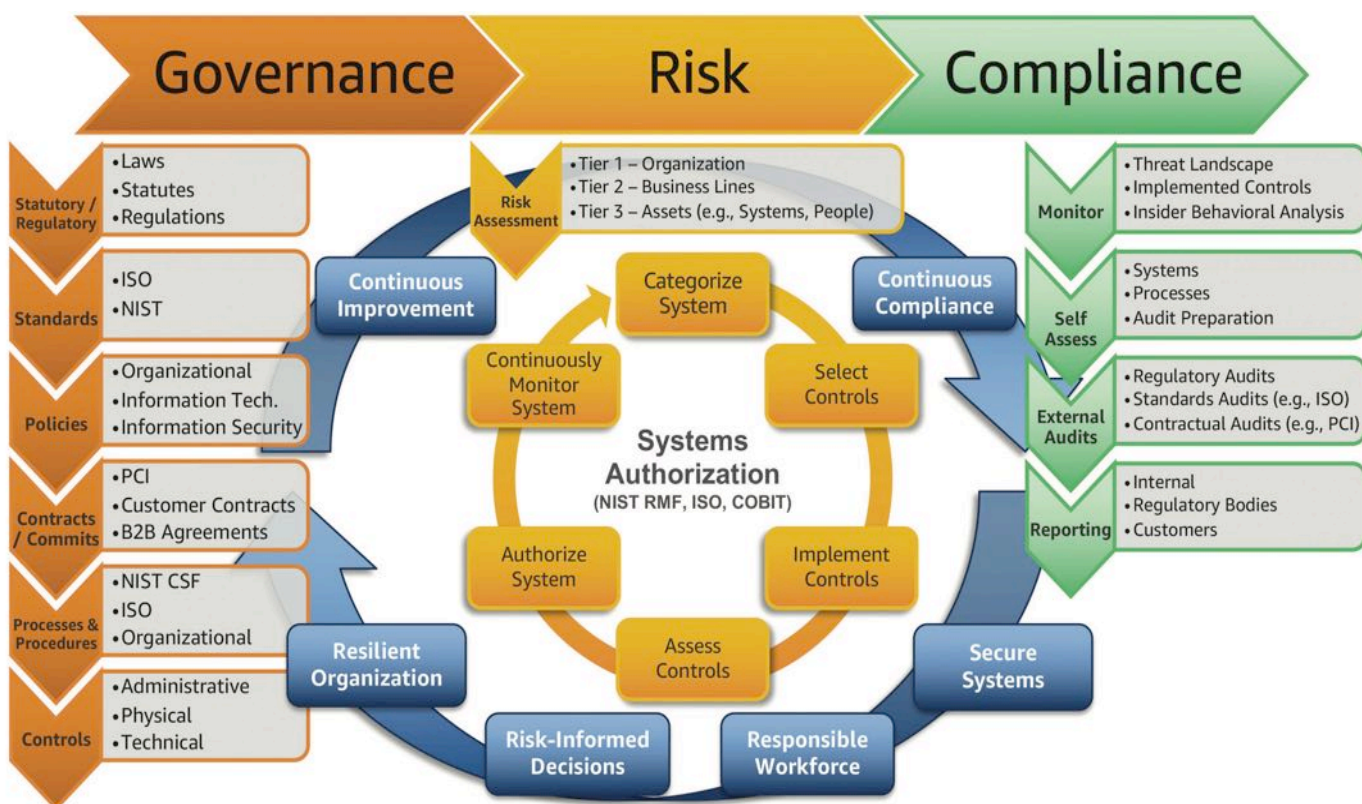 Governance
Risk
Compliance
Statutory /
Regulatory
•Laws
•Statutes
•Regulations
Standards
•ISO
•NIST
Policies
•Organizational
•Information Tech.
•Information Security
Contracts
/ Commits
•PCI
•Customer Contracts
•B2B Agreements
Processes &
Procedures
•NIST CSF
•ISO
•Organizational
Controls
•Administrative
•Physical
•Technical
Risk
Assessment
•Tier 1 – Organization
•Tier 2 – Business Lines
•Tier 3 – Assets (e.g., Systems, People)
Continuous
Improvement
Continuous
Compliance
Categorize
System
Select
Controls
Implement
Controls
Assess
Controls
Authorize
System
Continuously
Monitor
System
Systems
Authorization
(NIST RMF, ISO, COBIT)
Secure
Systems
Responsible
Workforce
Risk-Informed
Decisions
Resilient
Organization
Monitor
•Threat Landscape
•Implemented Controls
•Insider Behavioral Analysis
Self
Assess
•Systems
•Processes
•Audit Preparation
External
Audits
•Regulatory Audits
•Standards Audits (e.g., ISO)
•Contractual Audits (e.g., PCI)
Reporting
•Internal
•Regulatory Bodies
•Customers